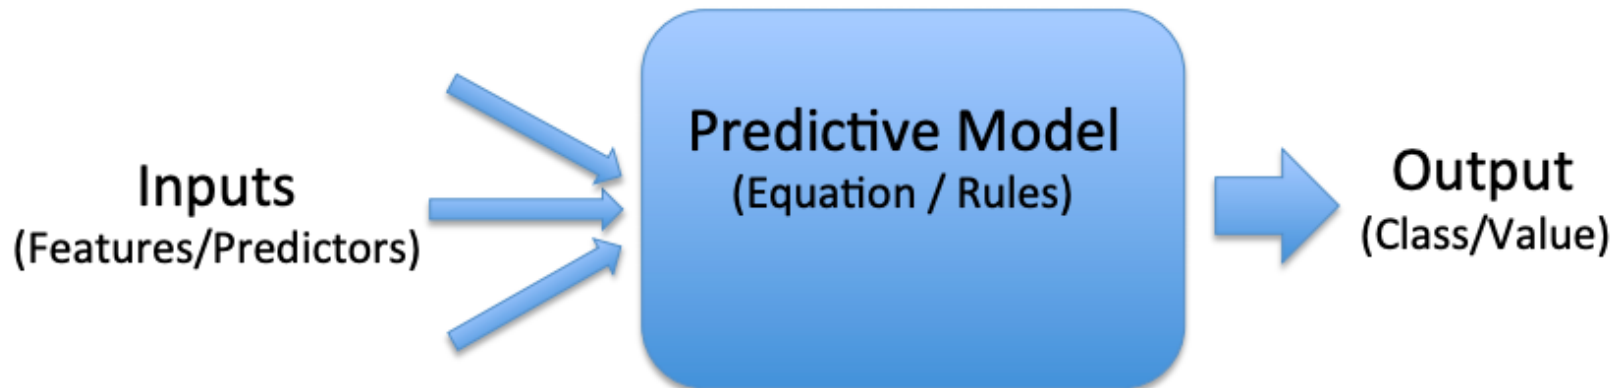 Inputs
(Features/Predictors)
Predictive Model
(Equation / Rules)
Output
(Class/Value)